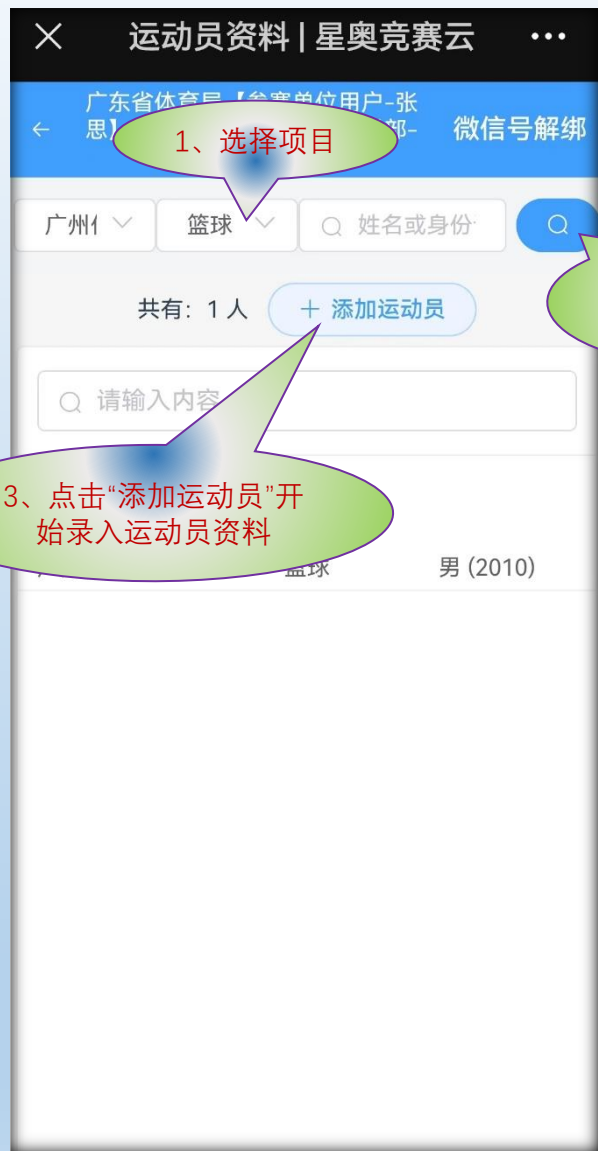 运动员资料 | 星奥竞赛云
广东省体育局【参赛单位用户-张
思】
部-
微信号解绑
1、选择项目
广州
篮球
姓名或身份
共有：1 人
+ 添加运动员
请输入内容
3、点击“添加运动员”开
始录入运动员资料
篮球
男 (2010)